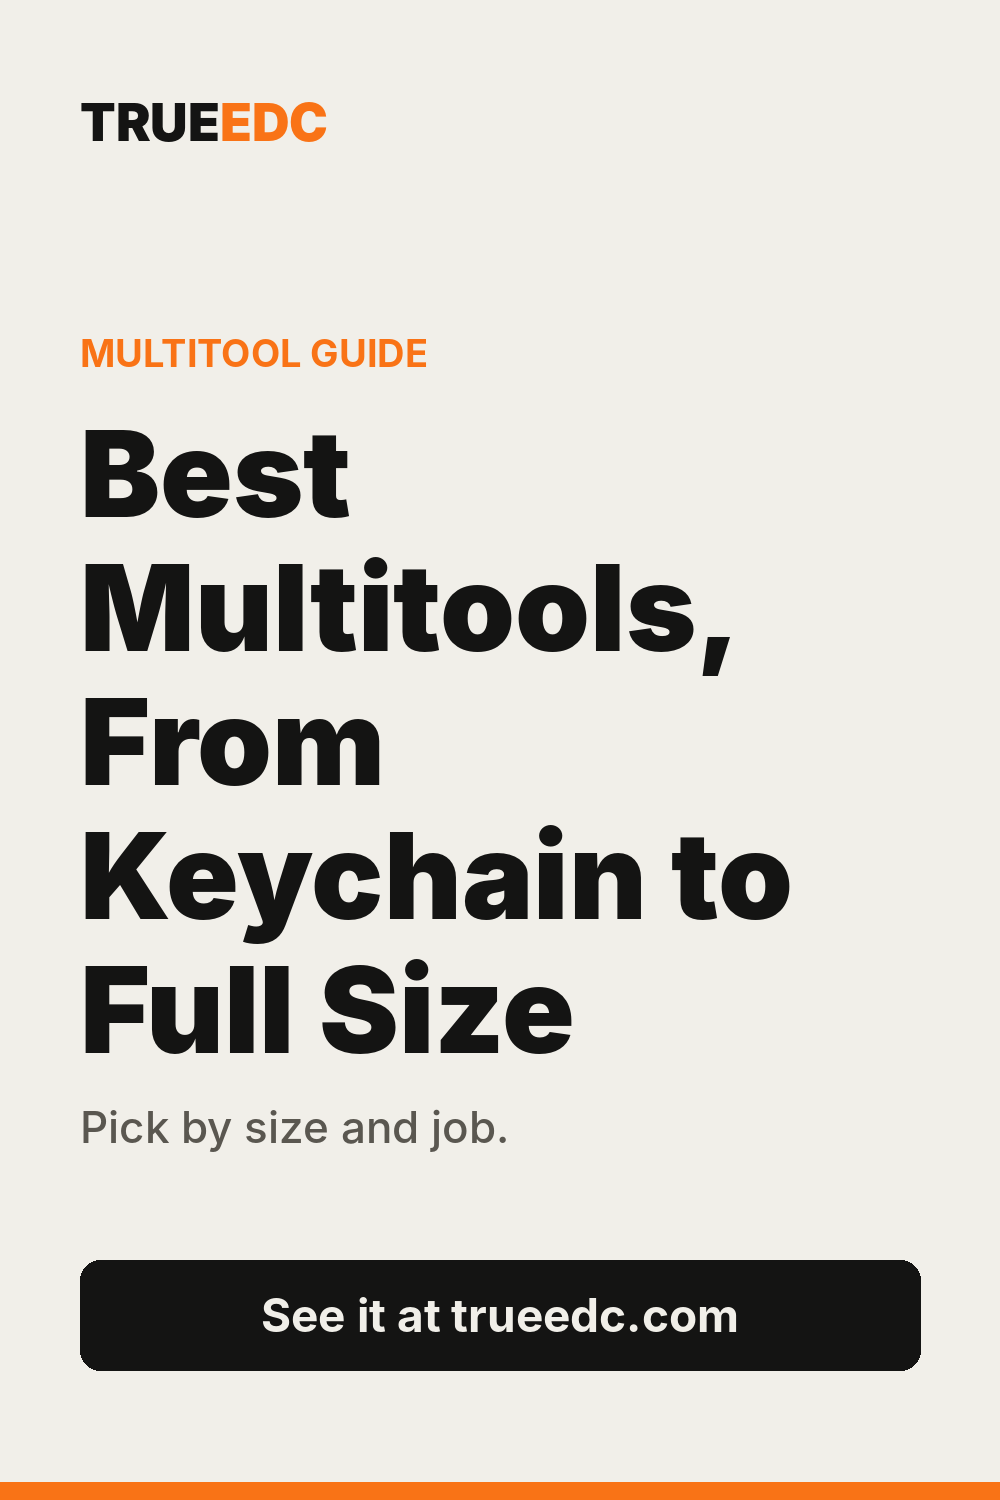 TRUEEDC
MULTITOOL GUIDE
Best
Multitools,
From
Keychain to
Full Size
Pick by size and job.
See it at trueedc.com